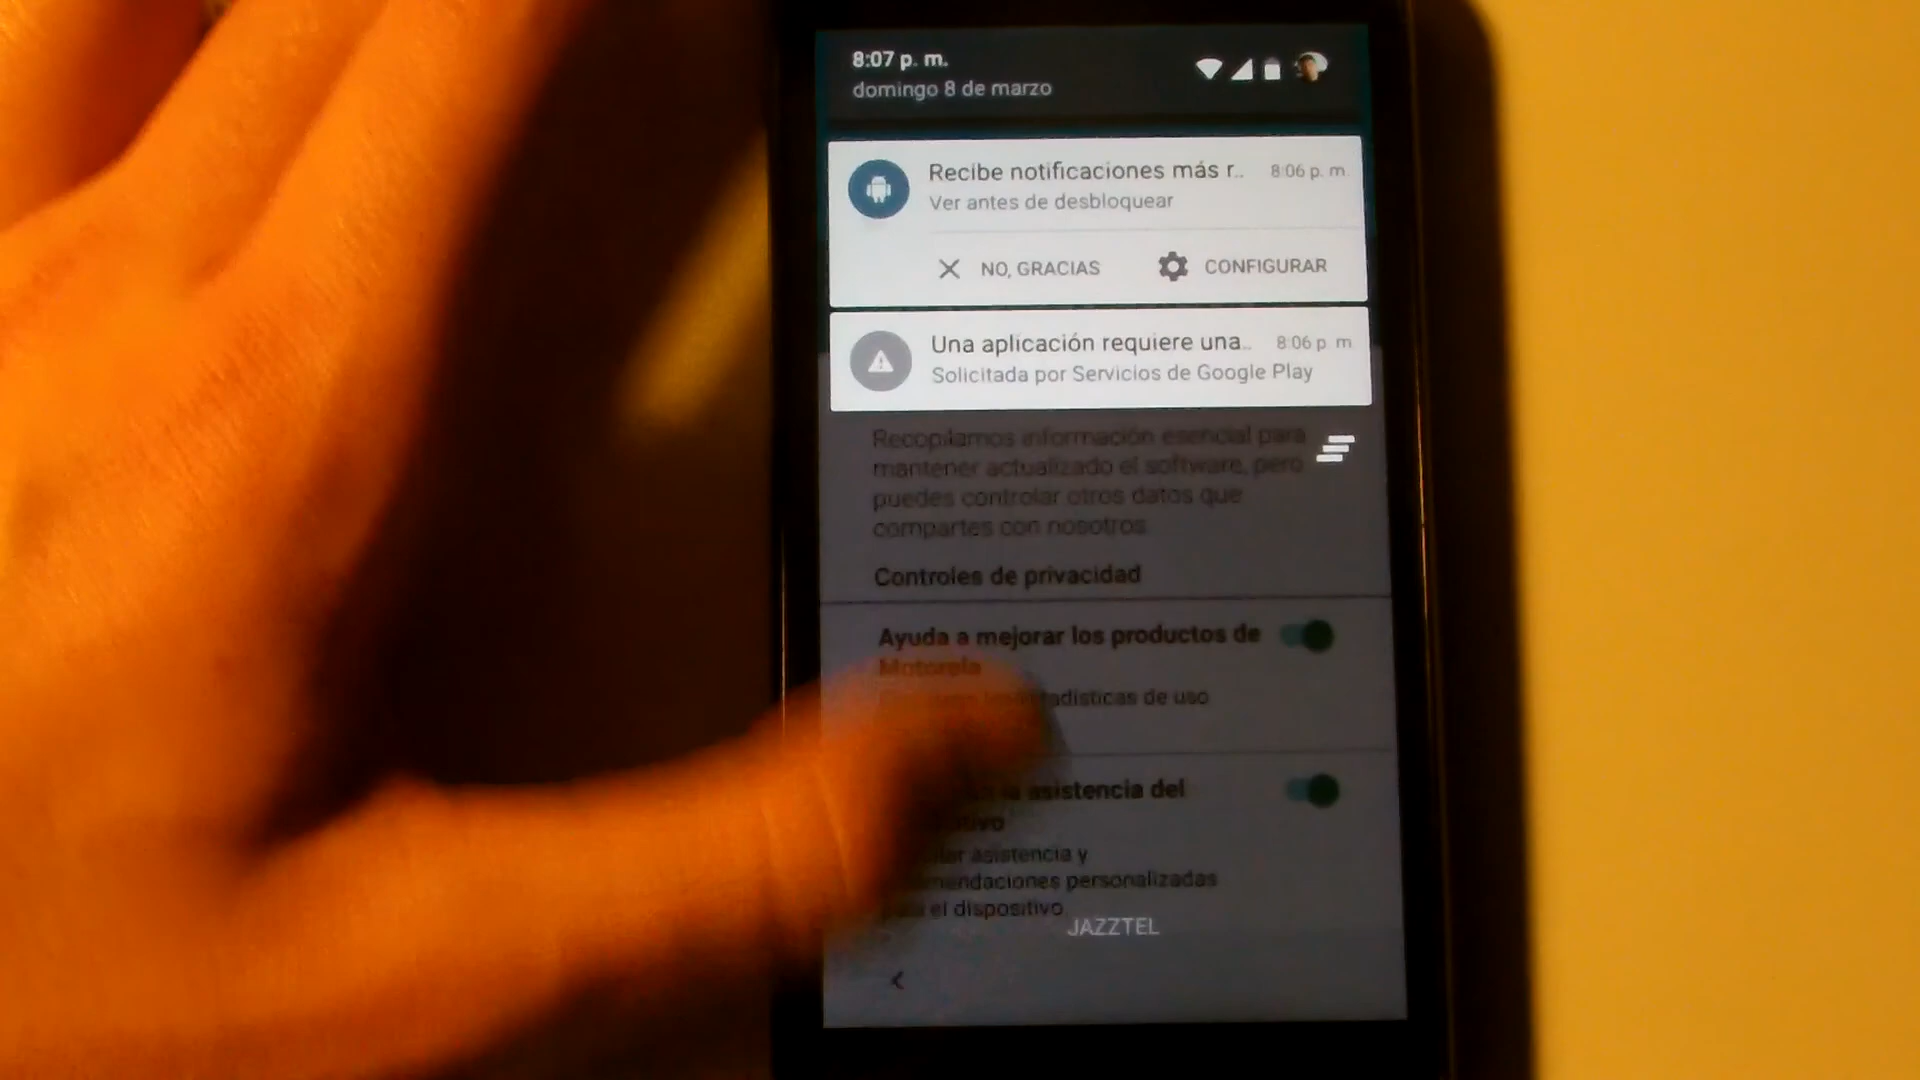 8:07 p. m.
domingo 8 de marzo
Recibe notificaciones más r.. 8:06 p. m.
Ver antes de desbloquear
NO, GRACIAS CONFIGURAR
Una aplicación requiere una.. 8:06 p m
Solicitada por Servicios de Google Play
Recopilamos información esencial para
mantener actualizado el software, pero
puedes controlar otros datos que
compartes con nosotros
Controles de privacidad
Ayuda a mejorar los productos de
Motorola
de uso
la asistencia del
asistencia y
personalizadas
el dispositivo
JAZZTEL